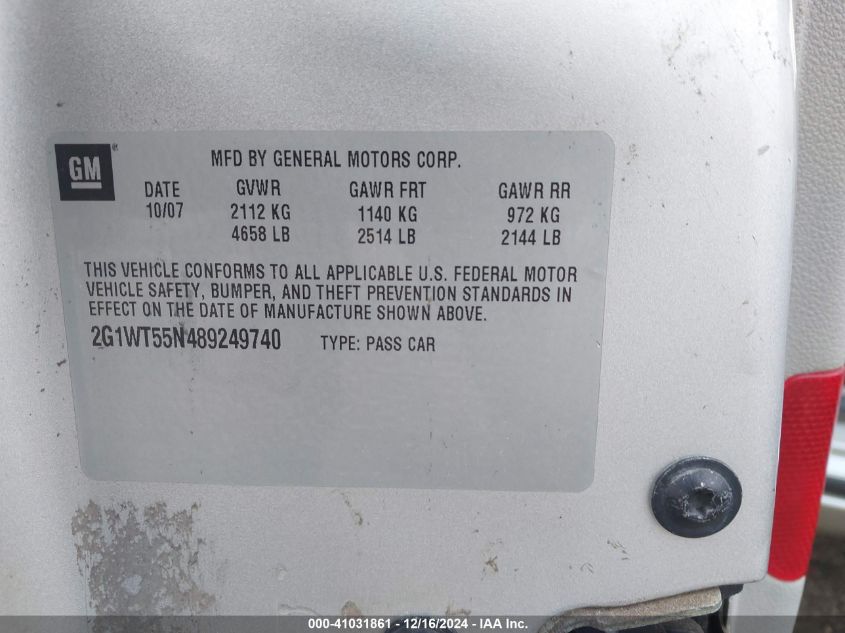 GM®
MFD BY GENERAL MOTORS CORP.
DATE GVWR GAWR FRT GAWR RR
10/07 2112 KG 1140 KG 972 KG
4658 LB 2514 LB 2144 LB
THIS VEHICLE CONFORMS TO ALL APPLICABLE U.S. FEDERAL MOTOR
VEHICLE SAFETY, BUMPER, AND THEFT PREVENTION STANDARDS IN
EFFECT ON THE DATE OF MANUFACTURE SHOWN ABOVE.
2G1WT55N489249740 TYPE: PASS CAR
000-41031861 - 12/16/2024 - IAA Inc.